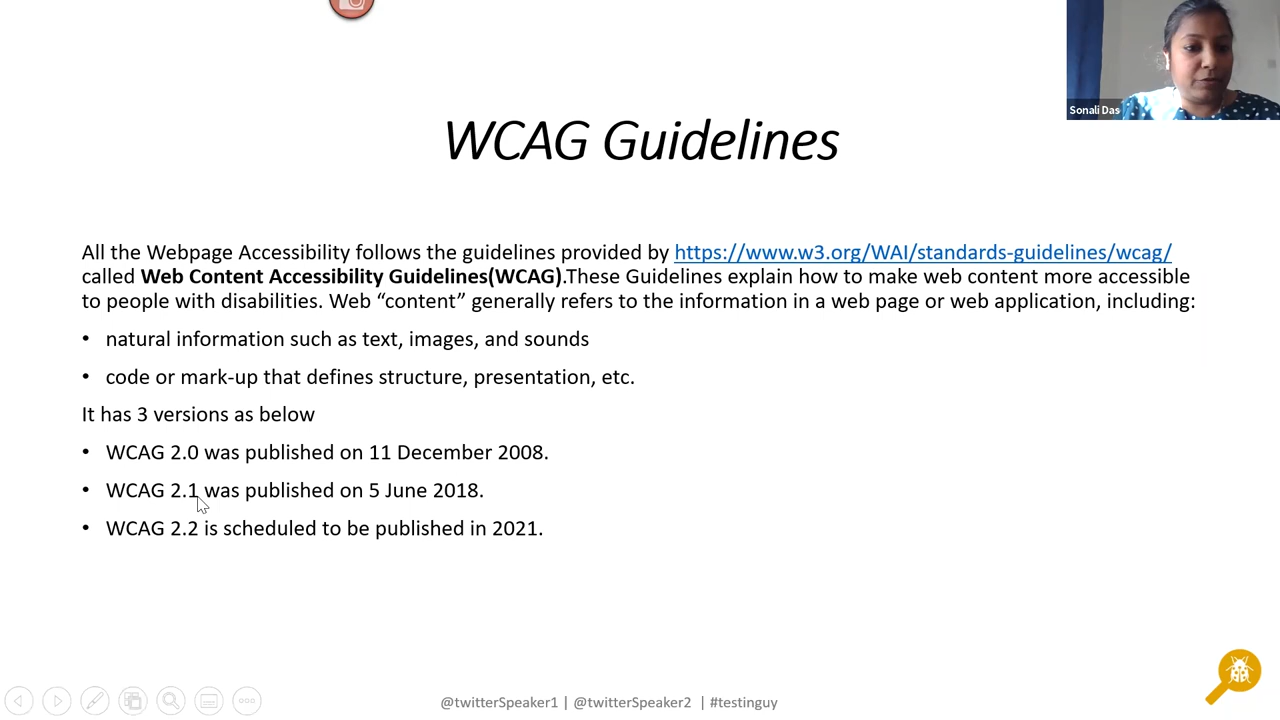 Sonali Das
WCAG Guidelines
All the Webpage Accessibility follows the guidelines provided by https://www.w3.org/WAI/standards-guidelines/wcag/
called Web Content Accessibility Guidelines(WCAG).These Guidelines explain how to make web content more accessible
to people with disabilities. Web “content” generally refers to the information in a web page or web application, including:
• natural information such as text, images, and sounds
• code or mark-up that defines structure, presentation, etc.
It has 3 versions as below
• WCAG 2.0 was published on 11 December 2008.
• WCAG 2.1 was published on 5 June 2018.
• WCAG 2.2 is scheduled to be published in 2021.
@twitterSpeaker1 | @twitterSpeaker2 | #testinguy